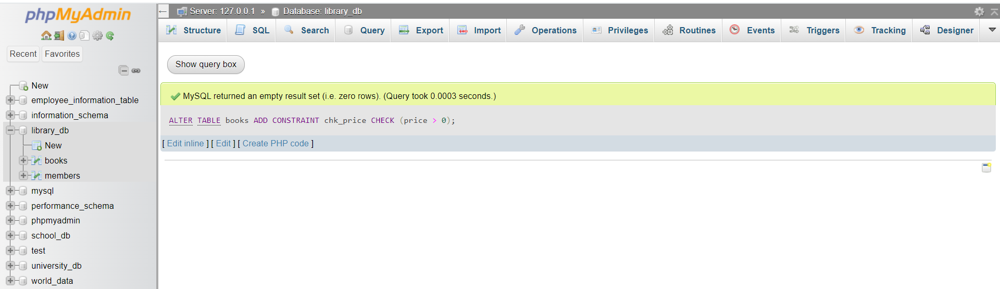 phpMyAdmin
Recent Favorites
New
employee_information_table
information_schema
library_db
New
books
members
mysql
performance_schema
phpmyadmin
school_db
test
university_db
world_data
Server: 127.0.0.1 » Database: library_db
Structure SQL Search Query Export Import Operations Privileges Routines Events Triggers Tracking Designer
Show query box
MySQL returned an empty result set (i.e. zero rows). (Query took 0.0003 seconds.)
ALTER TABLE books ADD CONSTRAINT chk_price CHECK (price > 0);
[ Edit inline ] [ Edit ] [ Create PHP code ]